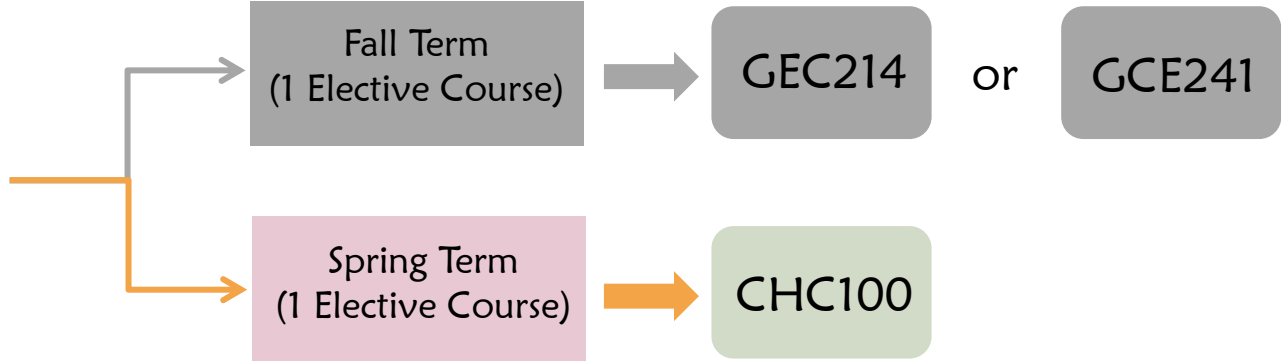 Fall Term
(1 Elective Course)
GEC214 or GCE241
Spring Term
(1 Elective Course)
CHC100